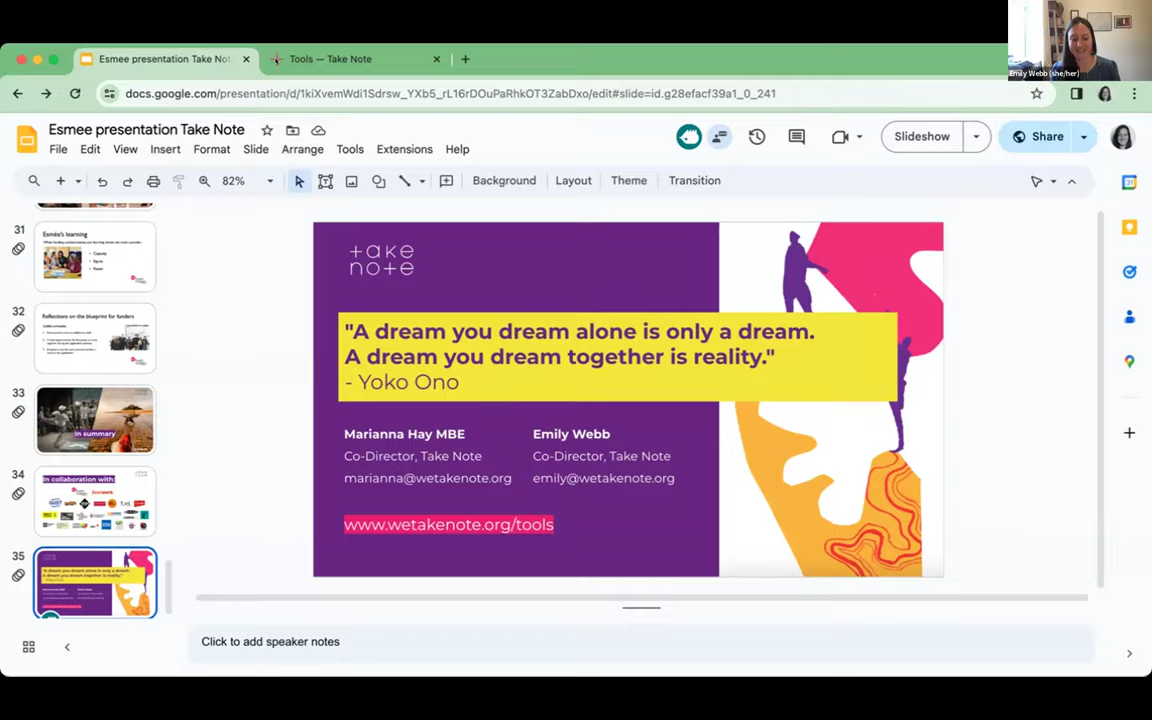 Emily Webb (she/her)
Esmee presentation Take No
Tools — Take Note
docs.google.com/presentation/d/1kiXvemWdi1Sdrsw_YXb5_rL16rDOuPaRhkOT3ZabDxo/edit#slide=id.g28efacf39a1_0_241
Esmee presentation Take Note
File Edit View Insert Format Slide Arrange Tools Extensions Help
Slideshow
Share
82%
Background Layout Theme Transition
31
Esmée's learning
Capacity
Equity
Power
32
Reflections on the blueprint for funders
33
In summary
34
In collaboration with:
35
take
note
"A dream you dream alone is only a dream.
A dream you dream together is reality."
- Yoko Ono
Marianna Hay MBE
Co-Director, Take Note
marianna@wetakenote.org
Emily Webb
Co-Director, Take Note
emily@wetakenote.org
www.wetakenote.org/tools
Click to add speaker notes